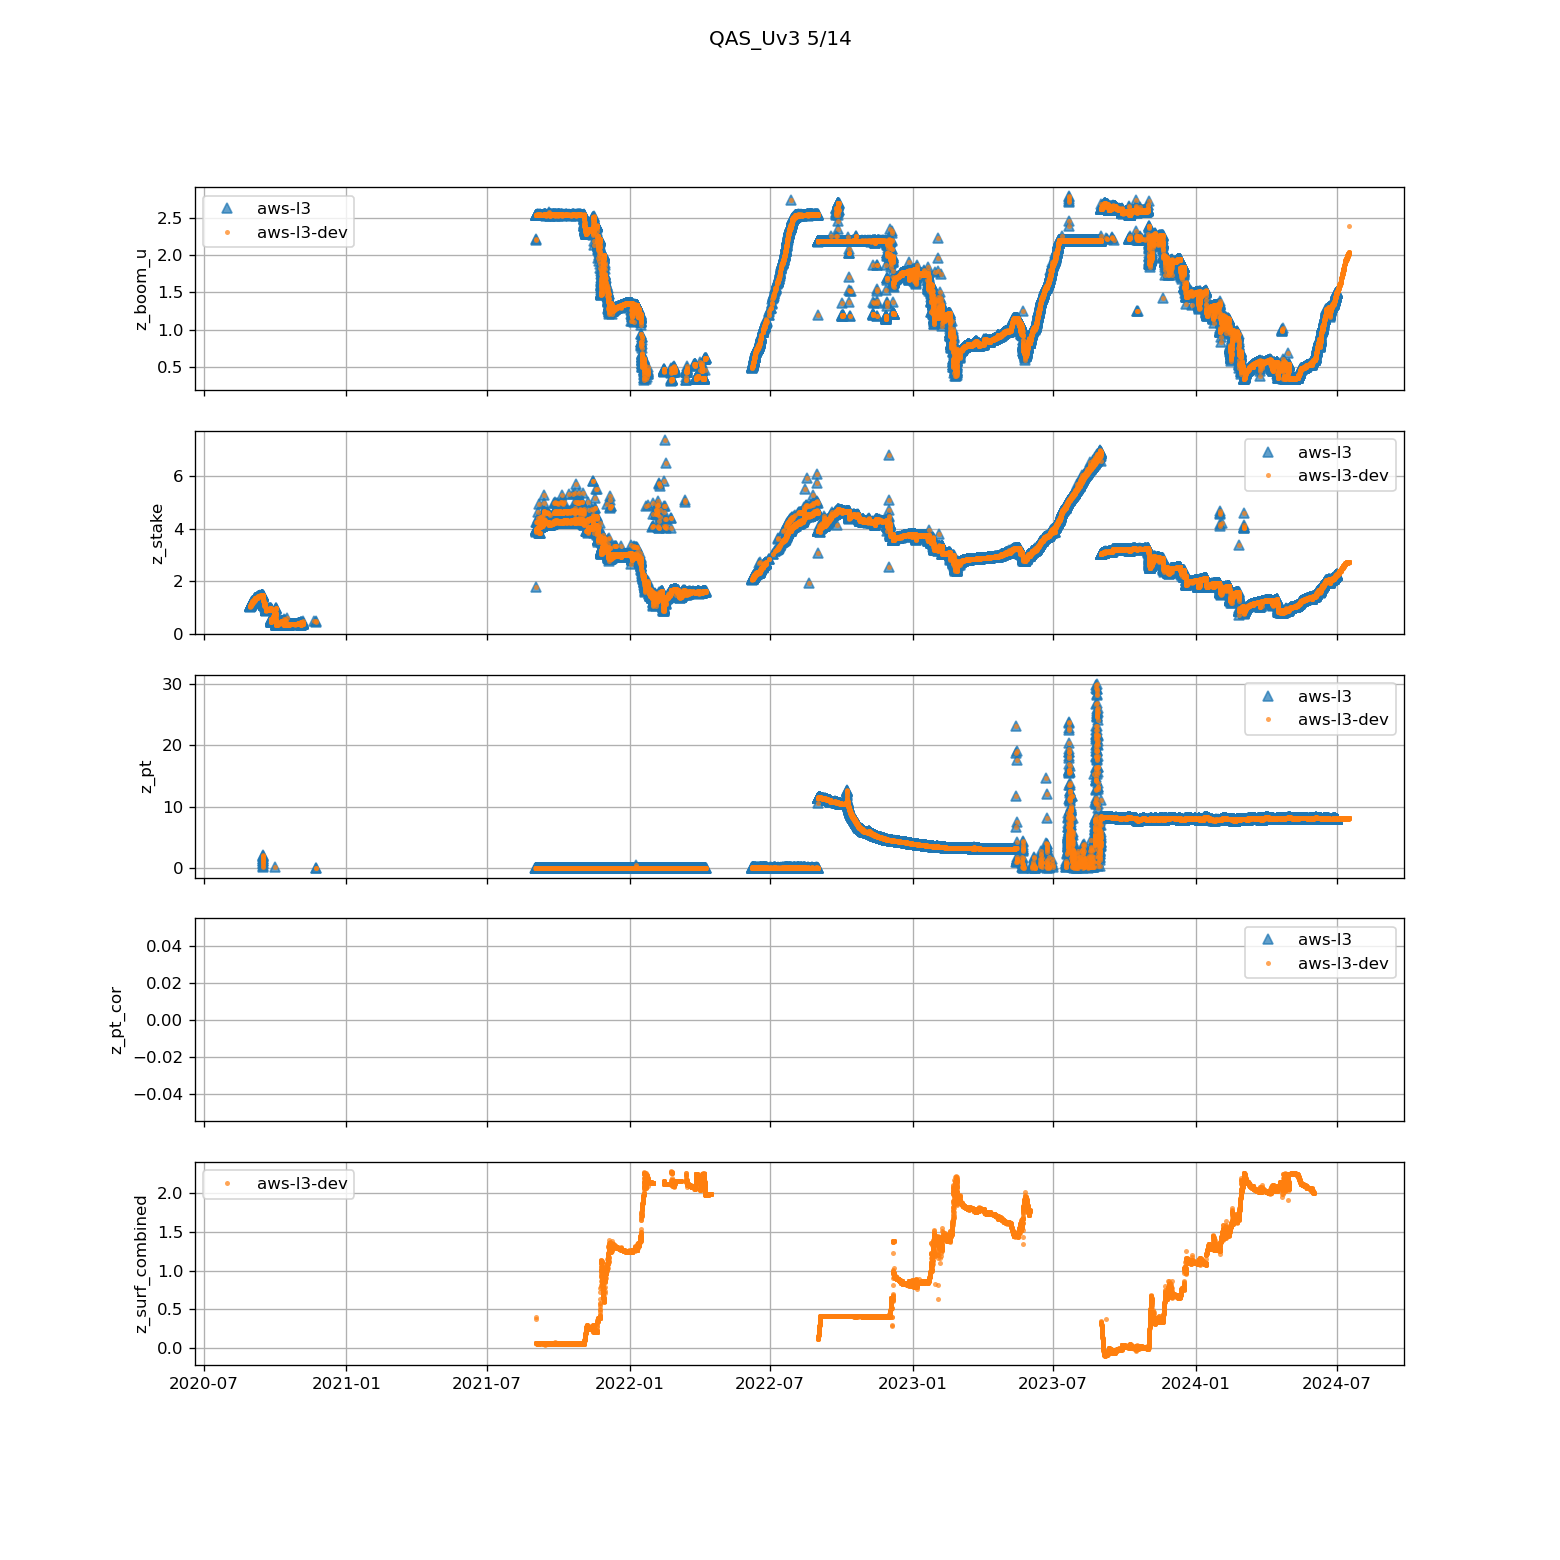 QAS_Uv3 5/14
aws-l3
aws-l3-dev
z_boom_u
2.5
2.0
1.5
1.0
0.5
aws-l3
aws-l3-dev
z_stake
6
4
2
0
aws-l3
aws-l3-dev
z_pt
30
20
10
0
aws-l3
aws-l3-dev
z_pt_cor
0.04
0.02
0.00
−0.02
−0.04
aws-l3-dev
z_surf_combined
2.0
1.5
1.0
0.5
0.0
2020-07 2021-01 2021-07 2022-01 2022-07 2023-01 2023-07 2024-01 2024-07